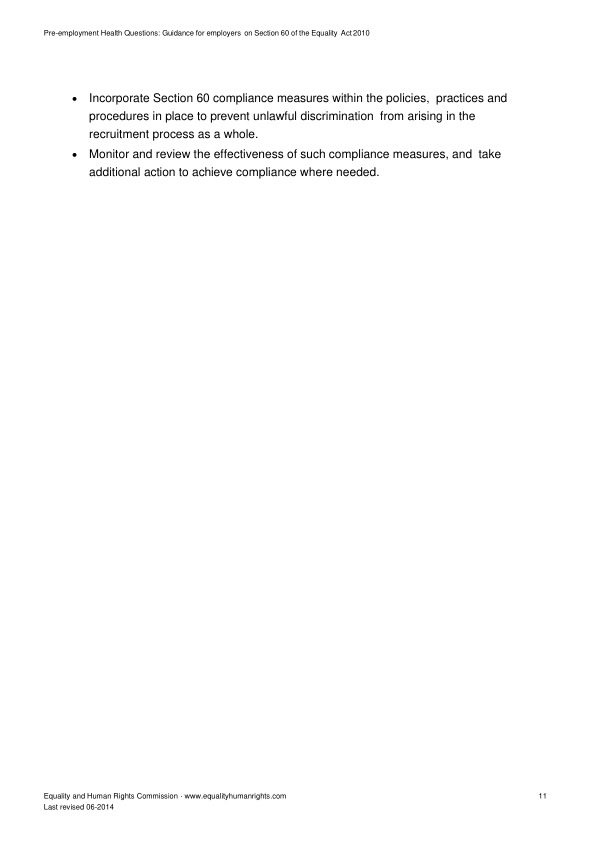 Pre-employment Health Questions: Guidance for employers on Section 60 of the Equality Act 2010
• Incorporate Section 60 compliance measures within the policies, practices and
procedures in place to prevent unlawful discrimination from arising in the
recruitment process as a whole.
• Monitor and review the effectiveness of such compliance measures, and take
additional action to achieve compliance where needed.
Equality and Human Rights Commission · www.equalityhumanrights.com 11
Last revised 06-2014